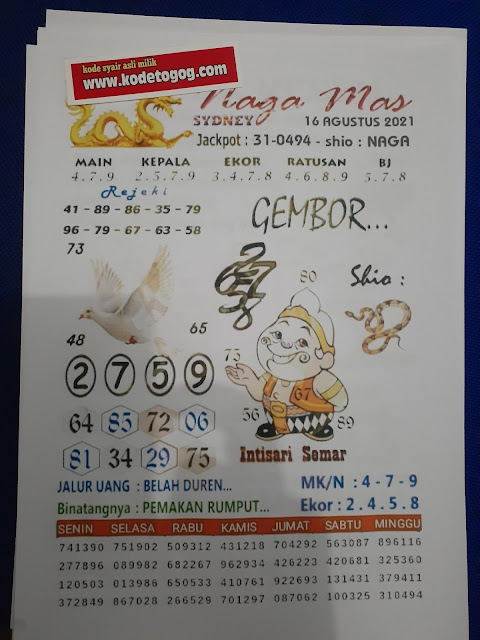 kode syair asli milik
www.kodetogog.com
Naga Mas
SYDNEY 16 AGUSTUS 2021
Jackpot : 31-0494 - shio : NAGA
MAIN KEPALA EKOR RATUSAN BJ
4.7.9 2.5.7.9 3.4.7.8 4.6.8.9 5.7.8
Rejeki
41 - 89 - 86 - 35 - 79
96 - 79 - 67 - 63 - 58
GEMBOR...
73
80
Shio :
65
48
75
67
56
89
2 7 5 9
64 85 72 06
81 34 29 75
Intisari Semar
JALUR UANG : BELAH DUREN...
MK/N : 4 - 7 - 9
Binatangnya : PEMAKAN RUMPUT...
Ekor : 2 . 4 . 5 . 8
SENIN SELASA RABU KAMIS JUMAT SABTU MINGGU
741390 751902 509312 431218 704292 563087 896116
277896 089982 682267 962934 426223 420681 325360
120503 013986 650533 410761 922693 131431 379411
372849 867028 266529 701297 087062 100325 310494